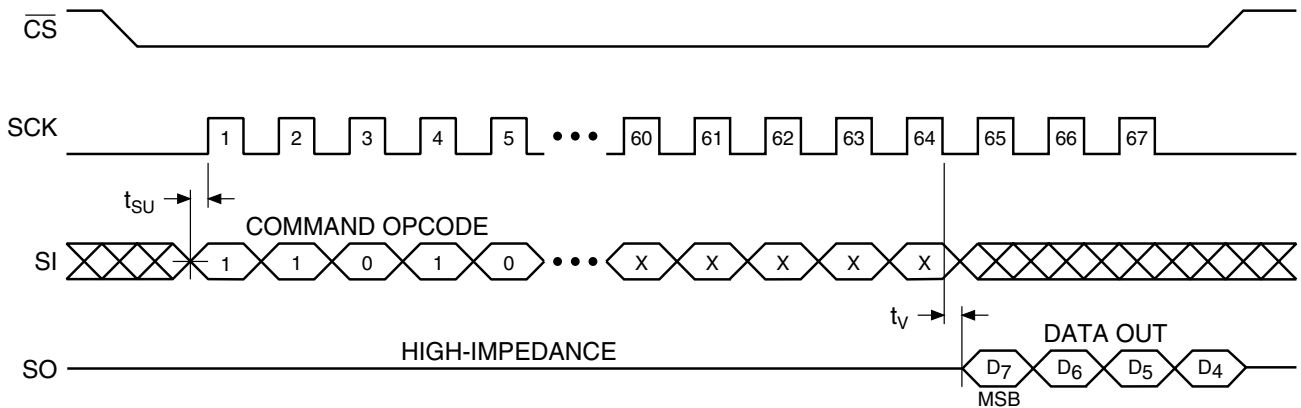 CS
SCK 1 2 3 4 5 ••• 60 61 62 63 64 65 66 67
tSU
COMMAND OPCODE
SI 1 1 0 1 0 ••• X X X X X
tV
DATA OUT
HIGH-IMPEDANCE
SO D7 D6 D5 D4
MSB